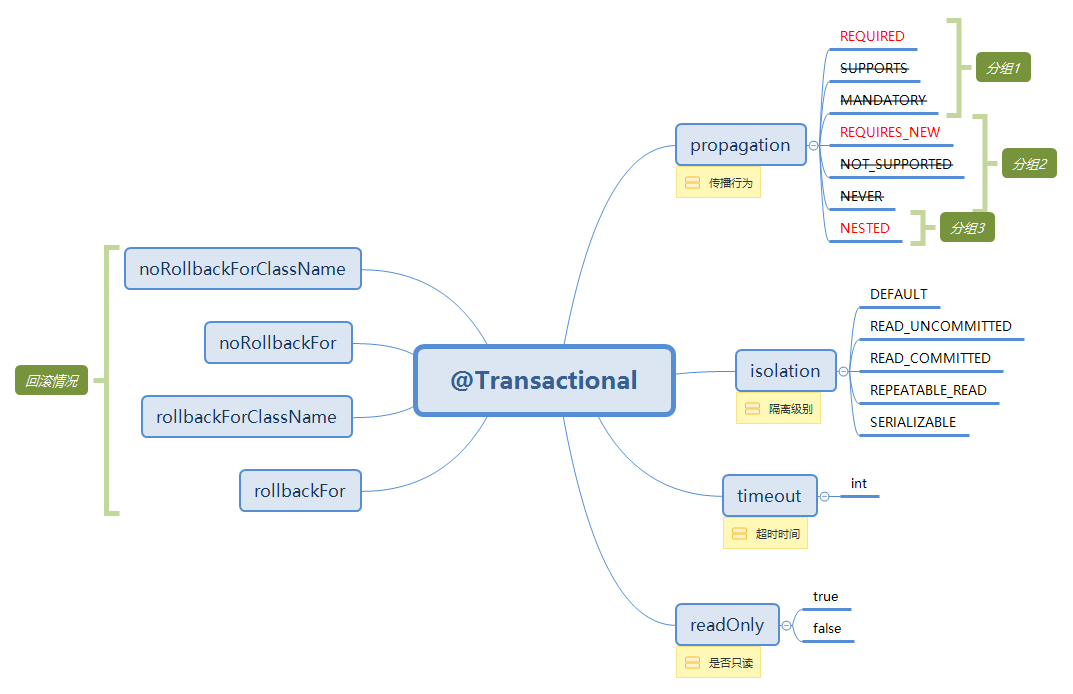 @Transactional
propagation
传播行为
REQUIRED
SUPPORTS
MANDATORY
REQUIRES_NEW
NOT_SUPPORTED
NEVER
NESTED
分组1
分组2
分组3
isolation
隔离级别
DEFAULT
READ_UNCOMMITTED
READ_COMMITTED
REPEATABLE_READ
SERIALIZABLE
timeout
超时时间
int
readOnly
是否只读
true
false
noRollbackForClassName
noRollbackFor
rollbackForClassName
rollbackFor
回滚情况